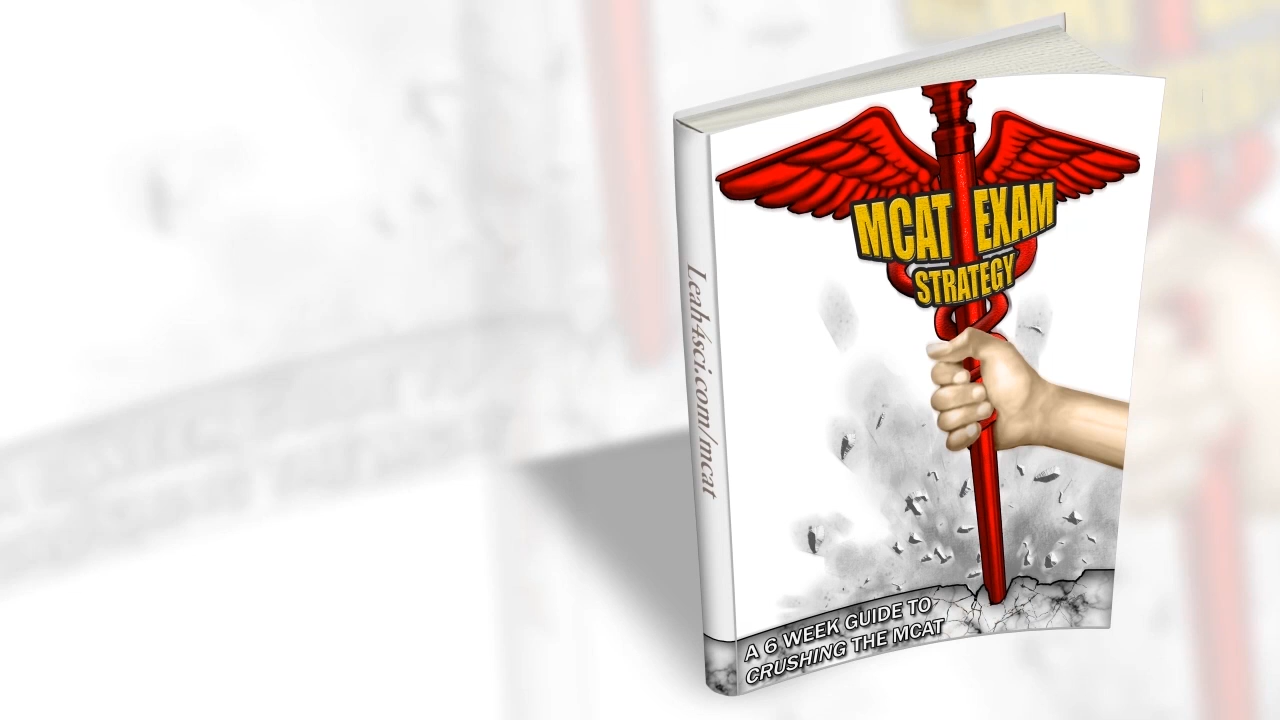 MCAT EXAM
STRATEGY
Leah4sci.com/mcat
A 6 WEEK GUIDE TO
CRUSHING THE MCAT